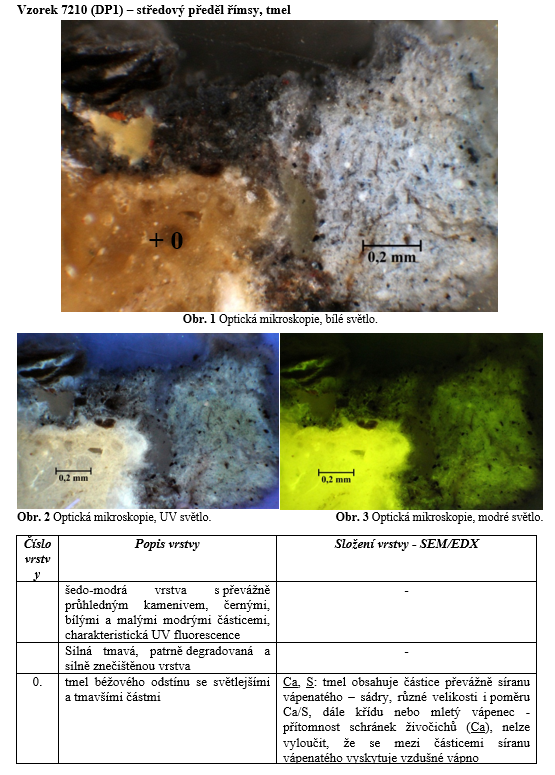 Vzorek 7210 (DP1) – středový předěl římsy, tmel
+ 0
0,2 mm
Obr. 1 Optická mikroskopie, bílé světlo.
0,2 mm
0,2 mm
Obr. 2 Optická mikroskopie, UV světlo.
Obr. 3 Optická mikroskopie, modré světlo.
Číslo
vrstv
y
Popis vrstvy
Složení vrstvy - SEM/EDX
šedo-modrá vrstva s převážně
průhledným kamenivem, černými,
bílými a malými modrými částicemi,
charakteristická UV fluorescence
-
Silná tmavá, patrně degradovaná a
silně znečištěnou vrstva
-
0.
tmel béžového odstínu se světlejšími
a tmavšími částmi
Ca, S: tmel obsahuje částice převážně síranu
vápenatého – sádry, různé velikosti i poměru
Ca/S, dále křídu nebo mletý vápenec -
přítomnost schránek živočichů (Ca), nelze
vyloučit, že se mezi částicemi síranu
vápenatého vyskytuje vzdušné vápno